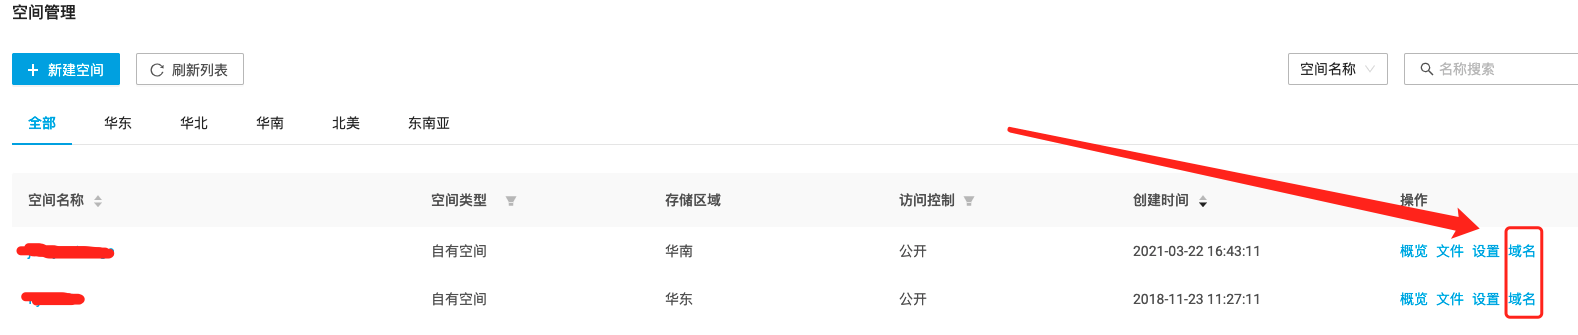 空间管理
新建空间 刷新列表 空间名称 名称搜索
全部 华东 华北 华南 北美 东南亚
空间名称 空间类型 存储区域 访问控制 创建时间 操作
自有空间 华南 公开 2021-03-22 16:43:11 概览 文件 设置 域名
自有空间 华东 公开 2018-11-23 11:27:11 概览 文件 设置 域名